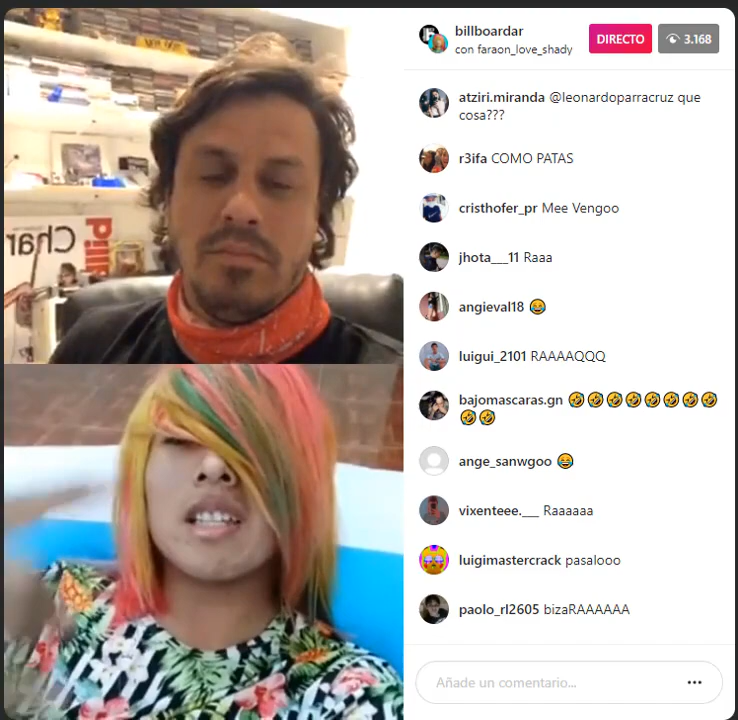 billboardar
con faraon_love_shady
DIRECTO
3.168
atziri.miranda @leonardoparracruz que
cosa???
r3ifa COMO PATAS
cristhofer_pr Mee Vengoo
jhota___11 Raaa
angieval18 😂
luigui_2101 RAAAAQQQ
bajomascaras.gn 🤣🤣🤣🤣🤣🤣🤣🤣
🤣🤣
ange_sanwgoo 😂
vixenteee.___ Raaaaaa
luigimastercrack pasalooo
paolo_rl2605 bizaRAAAAAA
Añade un comentario...